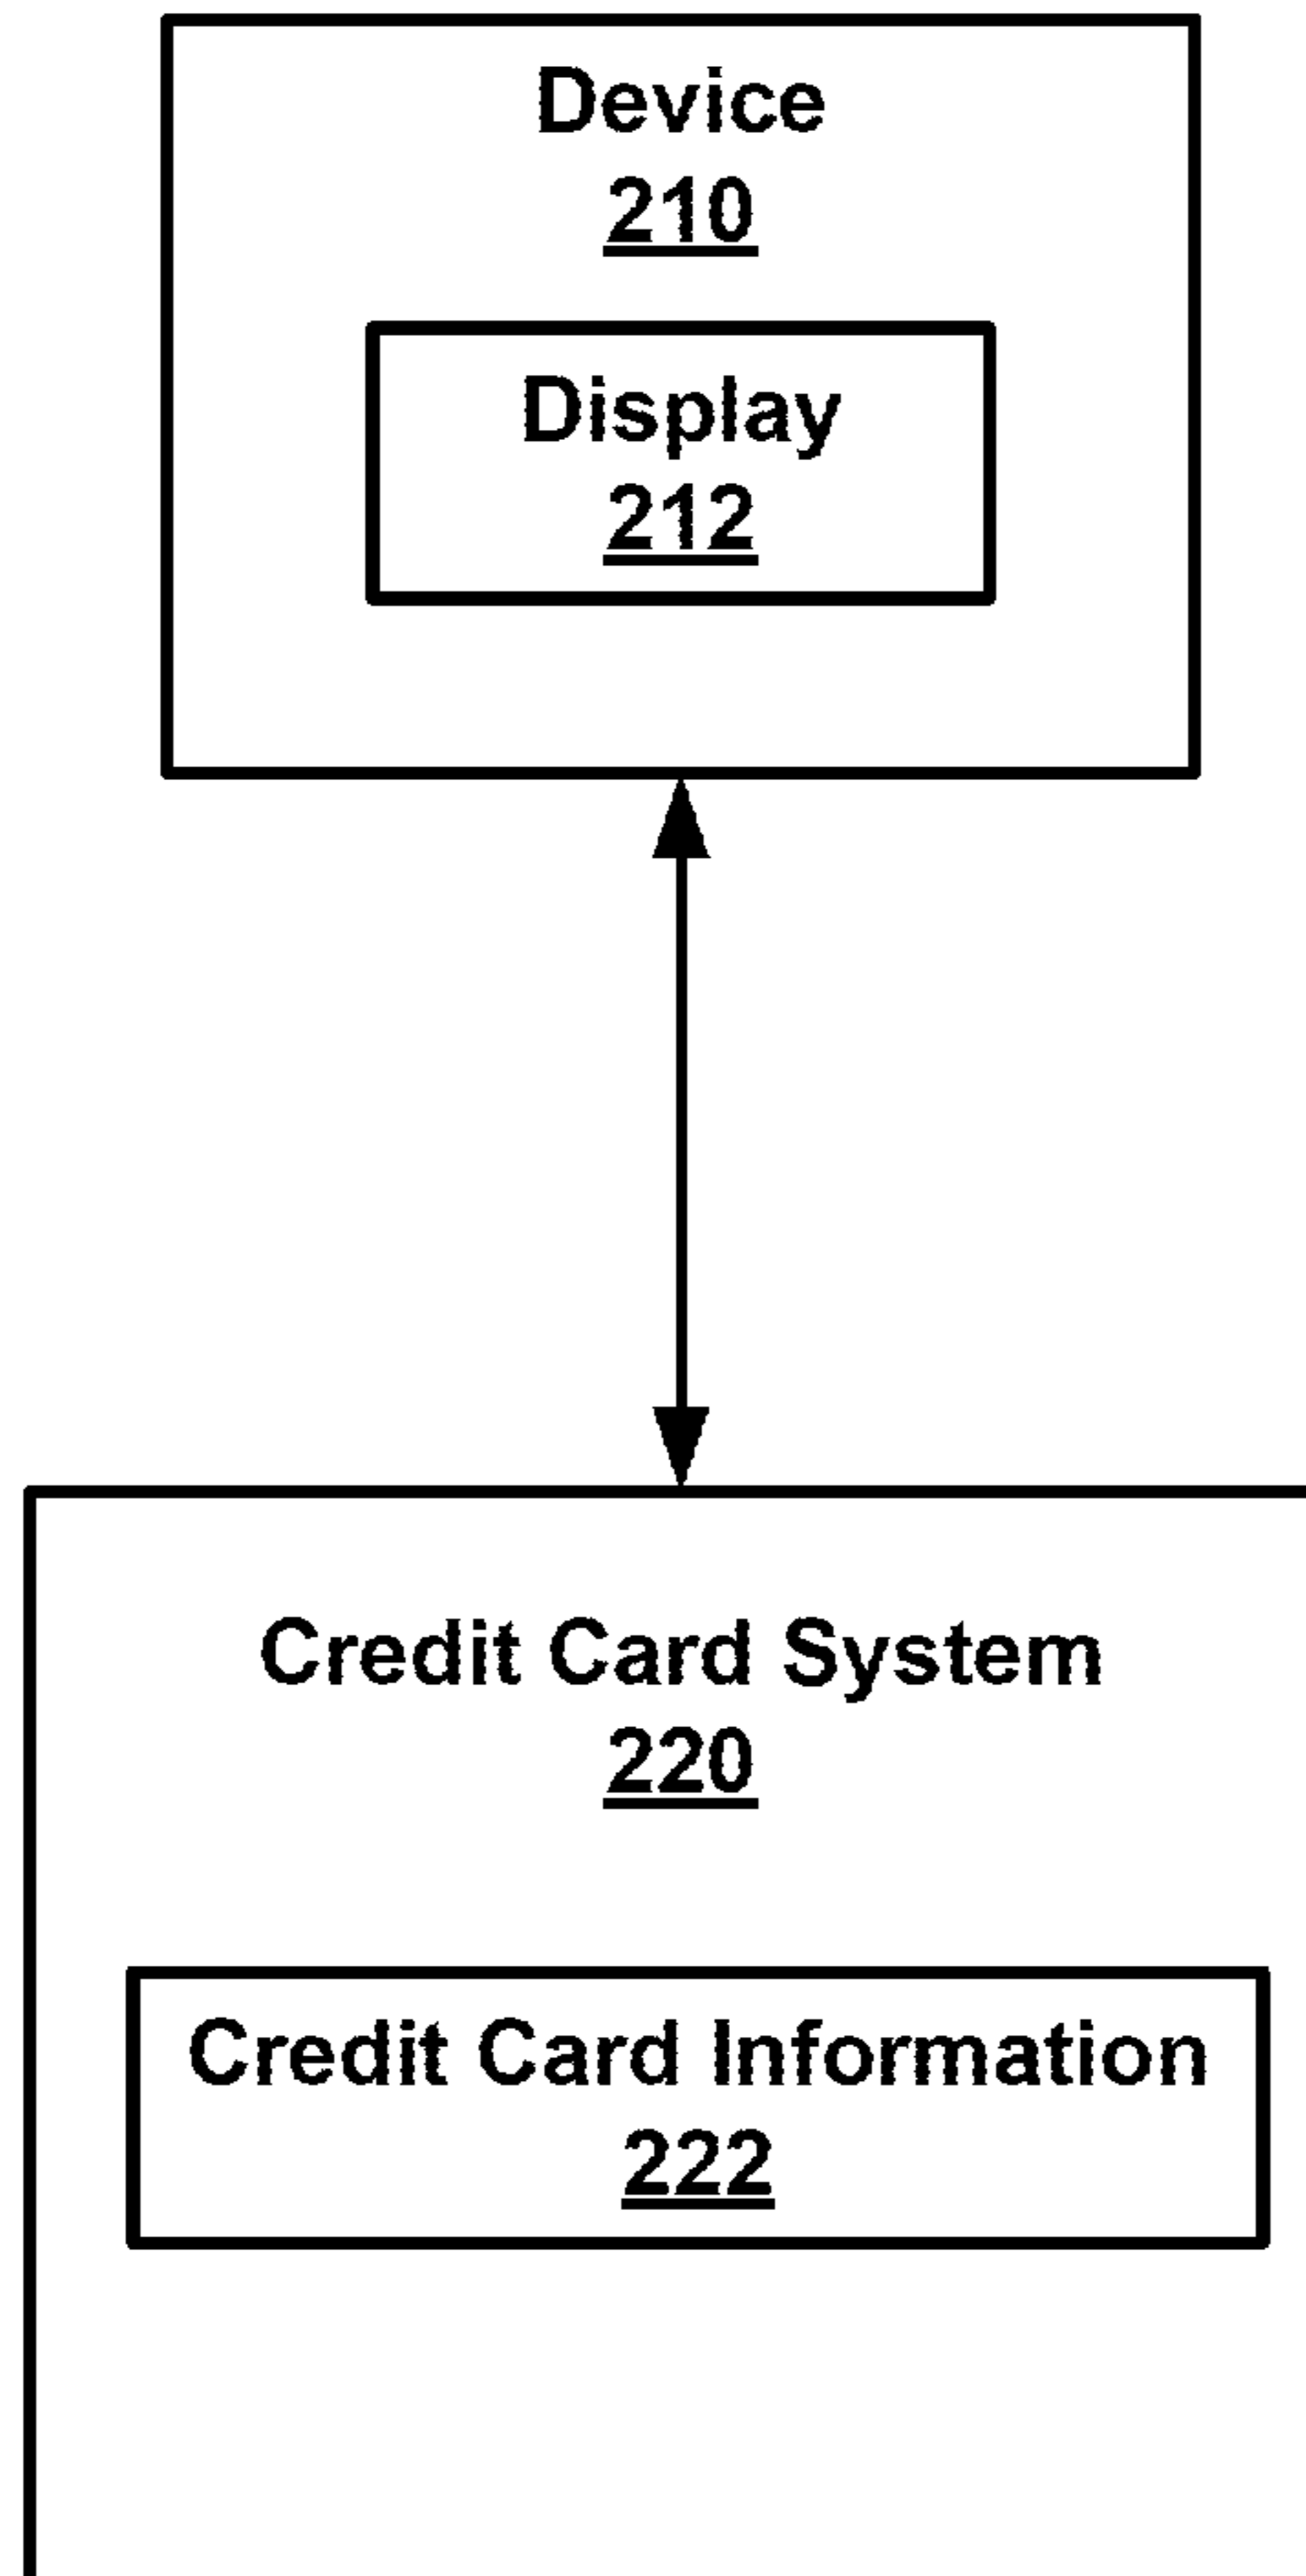 Device
210
Display
212
Credit Card System
220
Credit Card Information
222